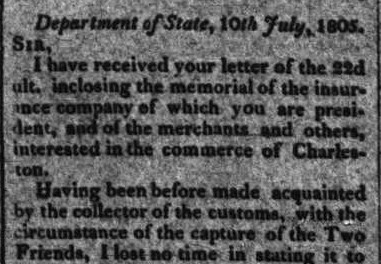 Department of State, 10th July, 1805.
SIR,
I have received your letter of the 22d
ult. inclosing the memorial of the insur-
ance company of which you are presi-
dent, and of the merchants and others,
interested in the commerce of Charles-
ton.
Having been before made acquainted
by the collector of the customs, with the
circumstance of the capture of the Two
Friends, I lost no time in stating it to